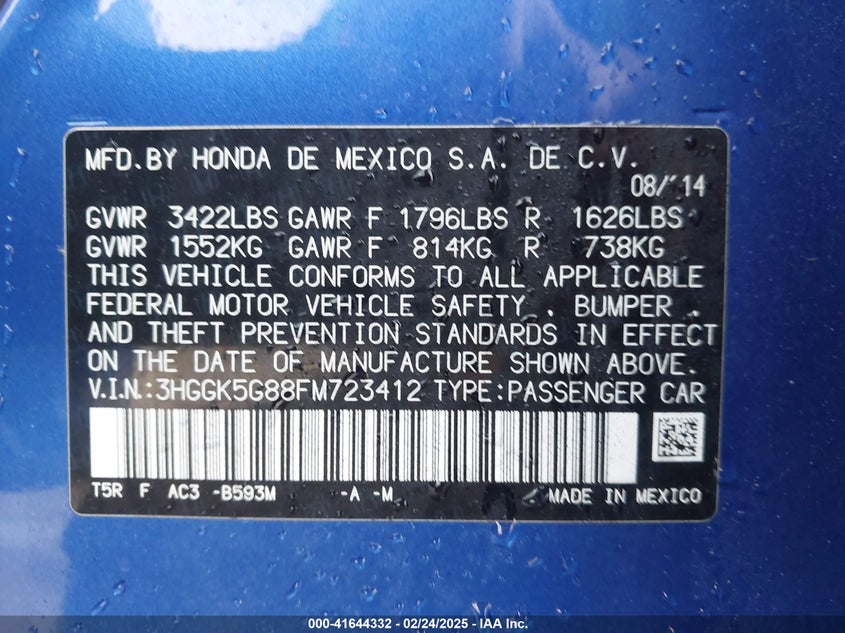 MFD.BY HONDA DE MEXICO S.A. DE C.V.
08/14
GVWR 3422LBS GAWR F 1796LBS R 1626LBS
GVWR 1552KG GAWR F 814KG R 738KG
THIS VEHICLE CONFORMS TO ALL APPLICABLE
FEDERAL MOTOR VEHICLE SAFETY , BUMPER ,
AND THEFT PREVENTION STANDARDS IN EFFECT
ON THE DATE OF MANUFACTURE SHOWN ABOVE.
V.I.N.:3HGGK5G88FM723412 TYPE:PASSENGER CAR
T5R F AC3 -B593M -A -M MADE IN MEXICO
000-41644332 - 02/24/2025 - IAA Inc.